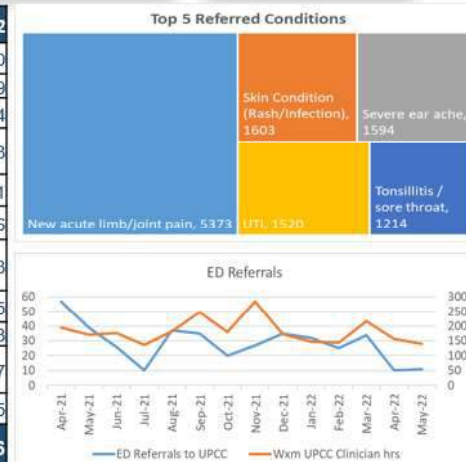 Top 5 Referred Conditions
New acute limb/joint pain, 5373
Skin Condition
(Rash/Infection),
1603
Severe ear ache,
1594
UTI, 1520
Tonsillitis /
sore throat,
1214
ED Referrals
60
50
40
30
20
10
0
300
250
200
150
100
50
0
Apr-21
May-21
Jun-21
Jul-21
Aug-21
Sep-21
Oct-21
Nov-21
Dec-21
Jan-22
Feb-22
Mar-22
Apr-22
May-22
ED Referrals to UPCC
Wxm UPCC Clinician hrs